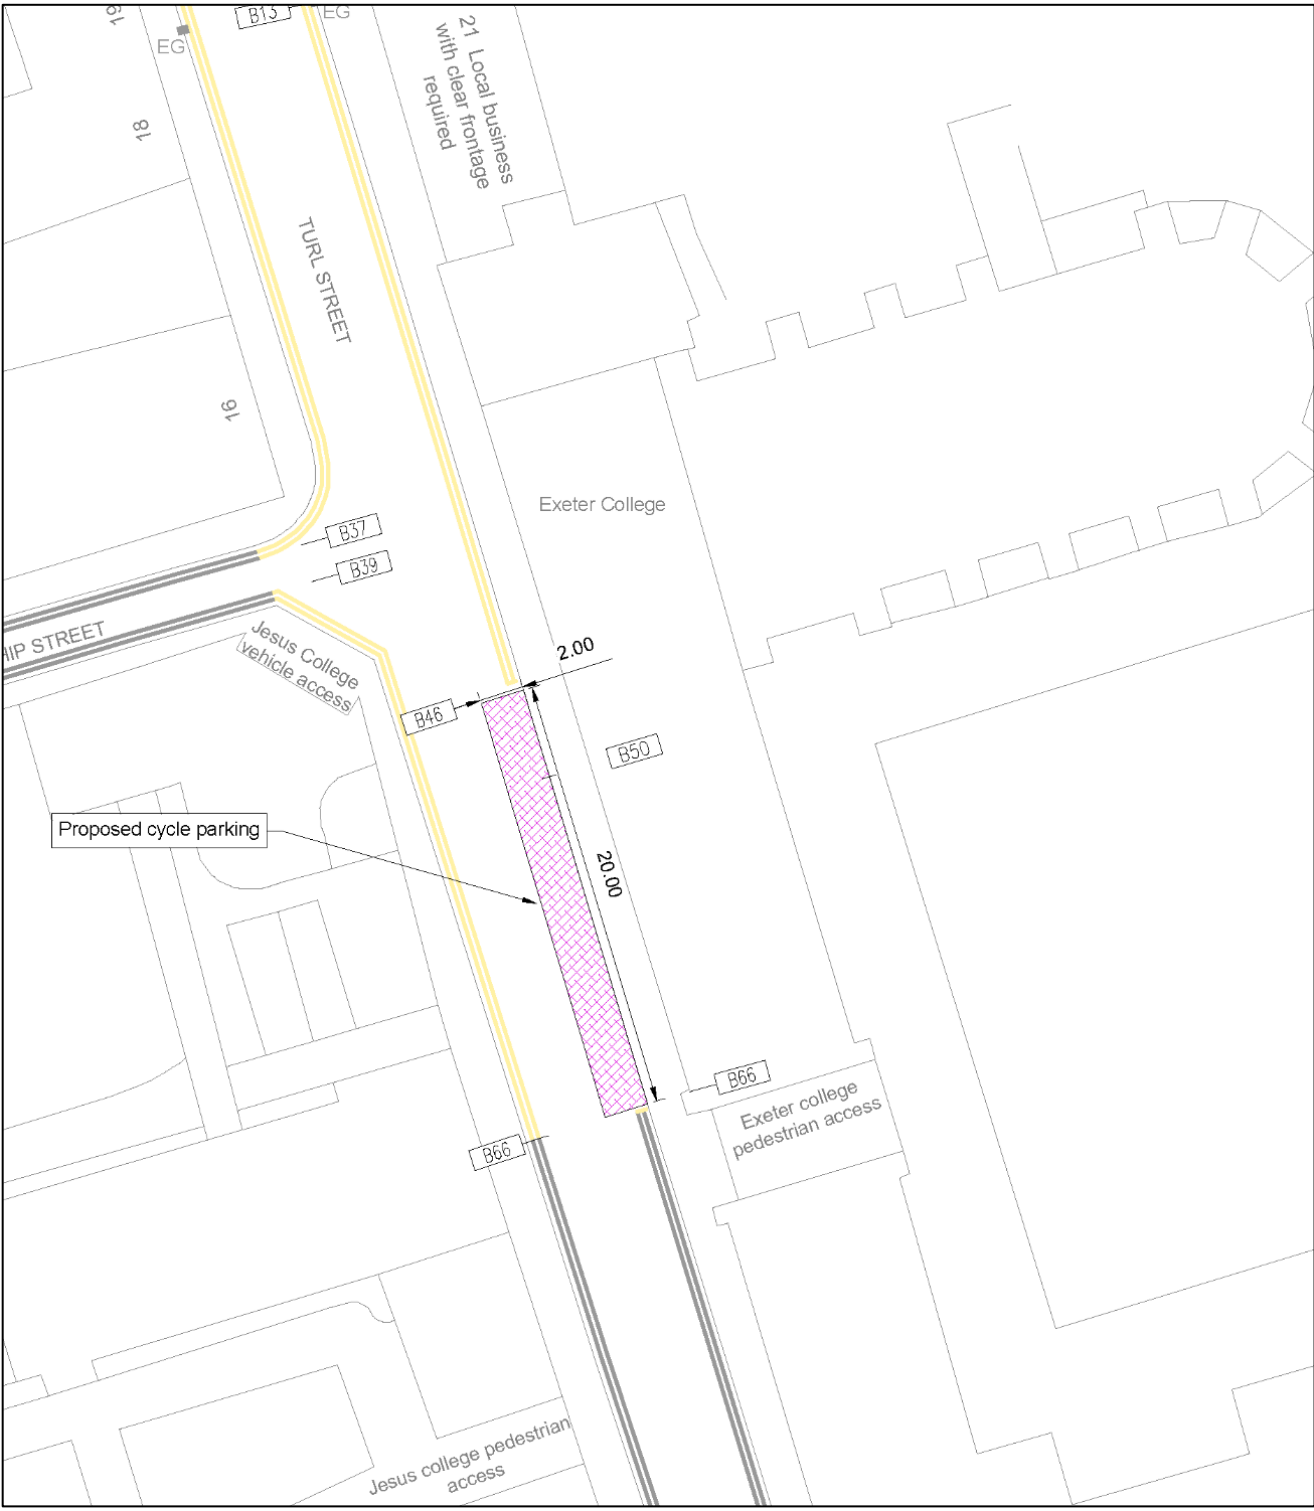 19
B13
EG
EG
21 Local business
with clear frontage
required
18
TURL STREET
16
Exeter College
B37
B39
HIP STREET
Jesus College
vehicle access
2.00
B46
B50
Proposed cycle parking
20.00
B66
Exeter college
pedestrian access
B66
Jesus college pedestrian
access